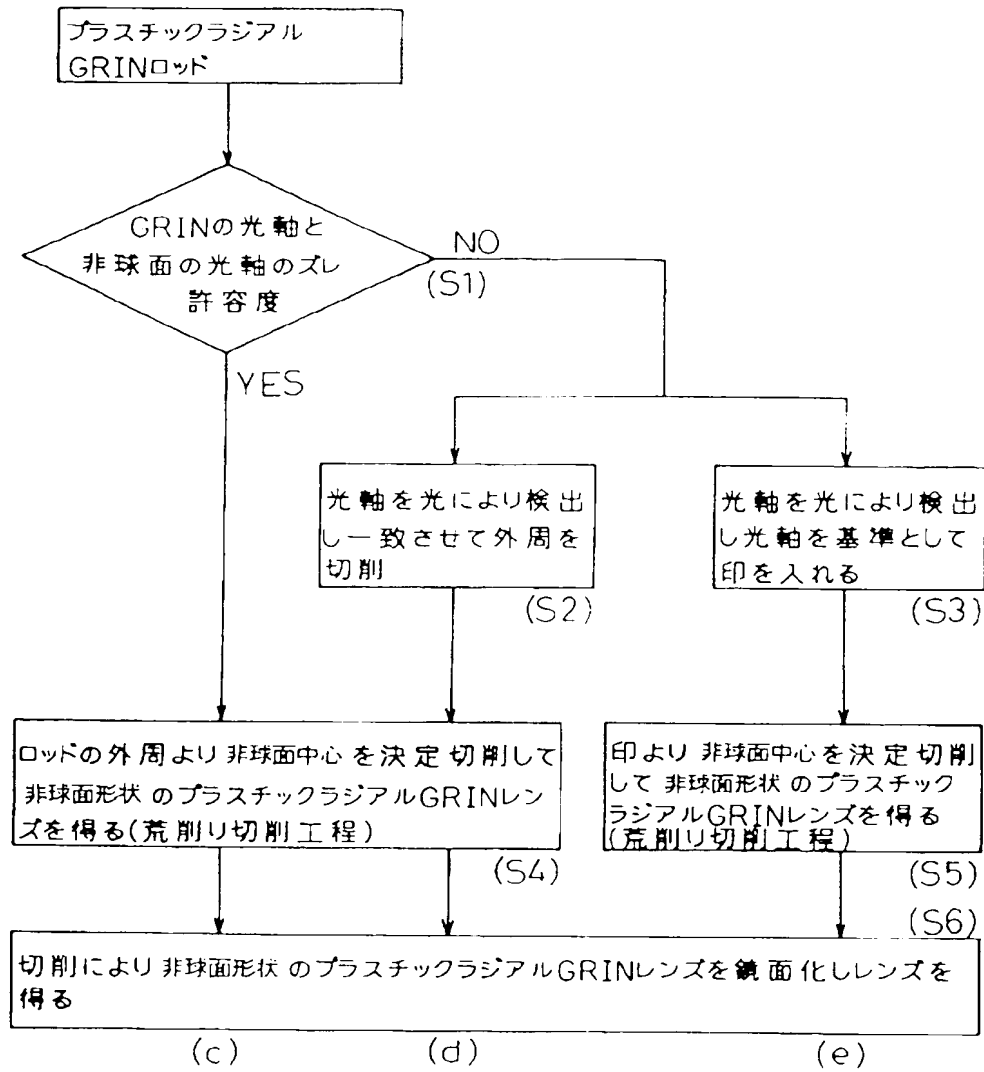 プラスチックラジアル
GRINロッド
GRINの光軸と
非球面の光軸のズレ
許容度
NO
(S1)
YES
光軸を光により検出
し一致させて外周を
切削
(S2)
光軸を光により検出
し光軸を基準として
印を入れる
(S3)
ロッドの外周より非球面中心を決定切削して
非球面形状のプラスチックラジアルGRINレン
ズを得る(荒削り切削工程)
(S4)
印より非球面中心を決定切削
して非球面形状のプラスチック
ラジアルGRINレンズを得る
(荒削り切削工程)
(S5)
(S6)
切削により非球面形状のプラスチックラジアルGRINレンズを鏡面化しレンズを
得る
(c)
(d)
(e)